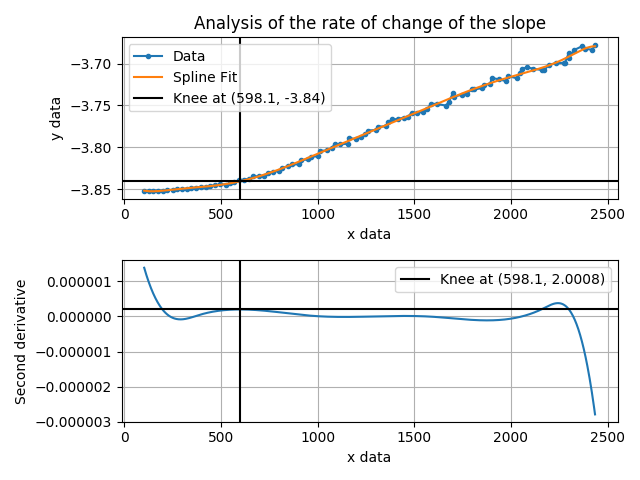 Analysis of the rate of change of the slope
Data
Spline Fit
Knee at (598.1, -3.84)
y data
−3.70
−3.75
−3.80
−3.85
0 500 1000 1500 2000 2500
x data
Knee at (598.1, 2.0008)
Second derivative
0.000001
0.000000
−0.000001
−0.000002
−0.000003
0 500 1000 1500 2000 2500
x data